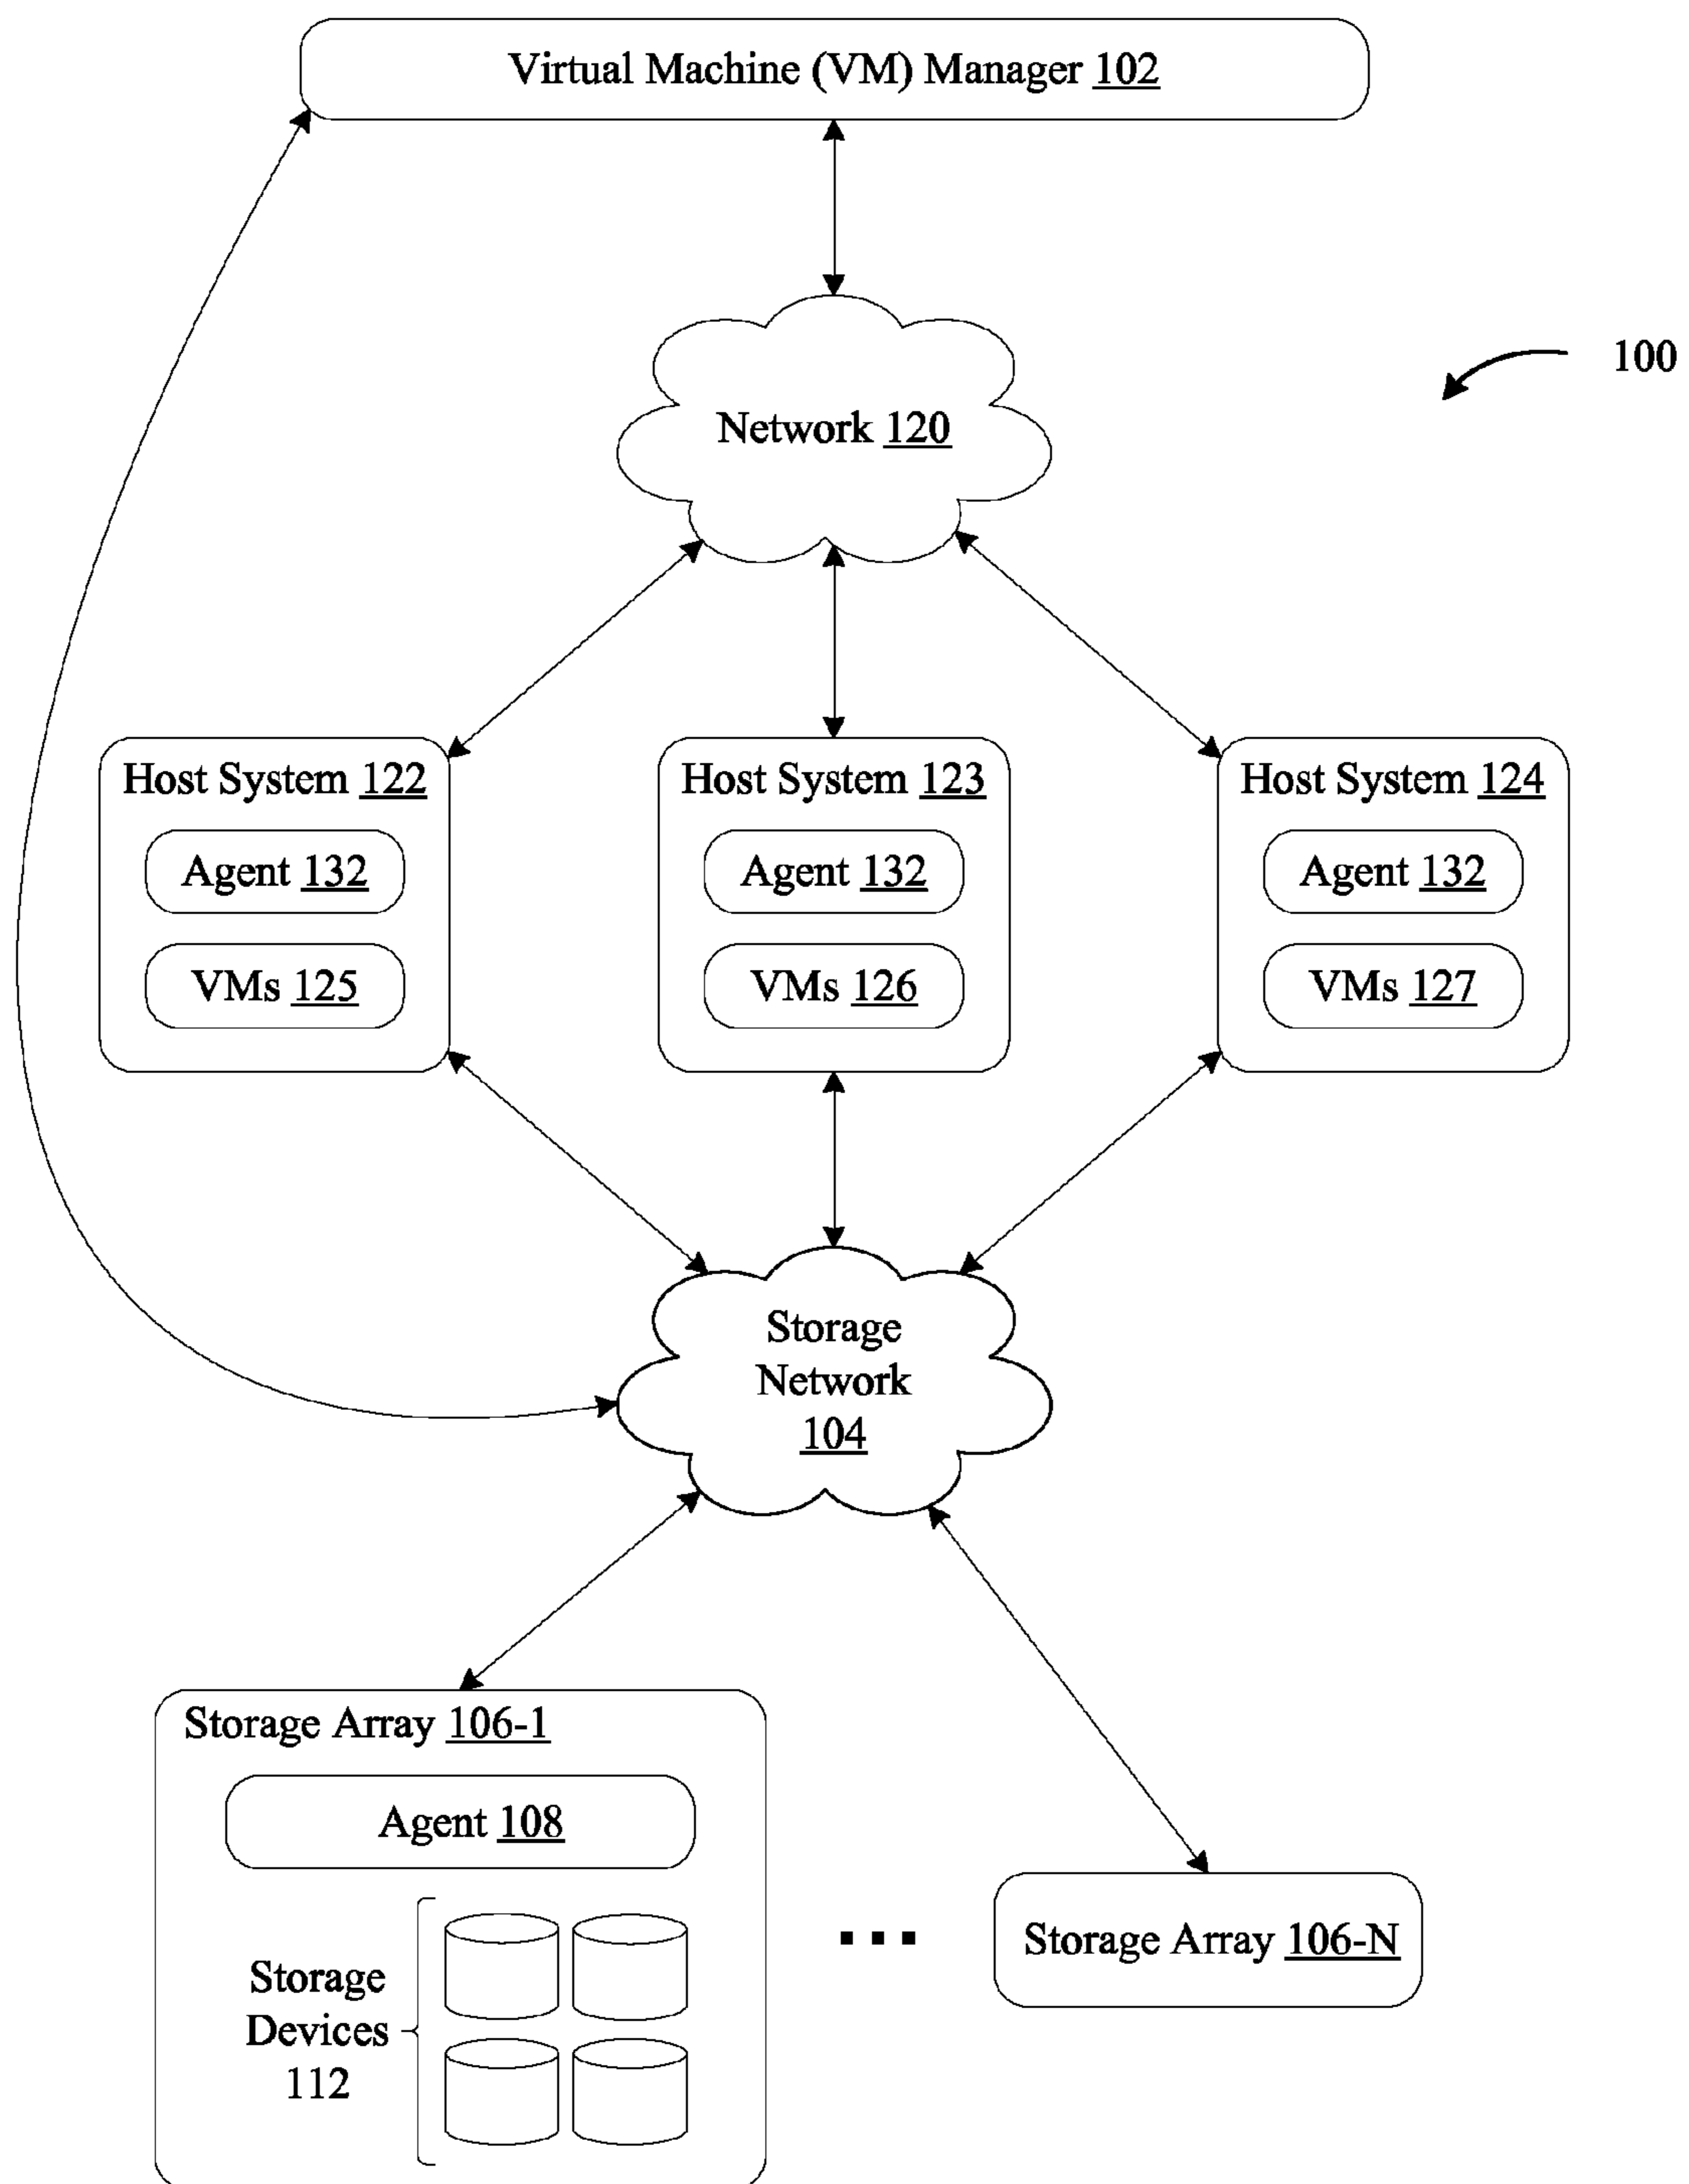 Virtual Machine (VM) Manager 102
100
Network 120
Host System 122
Agent 132
VMs 125
Host System 123
Agent 132
VMs 126
Host System 124
Agent 132
VMs 127
Storage
Network
104
Storage Array 106-1
Agent 108
Storage
Devices
112
...
Storage Array 106-N